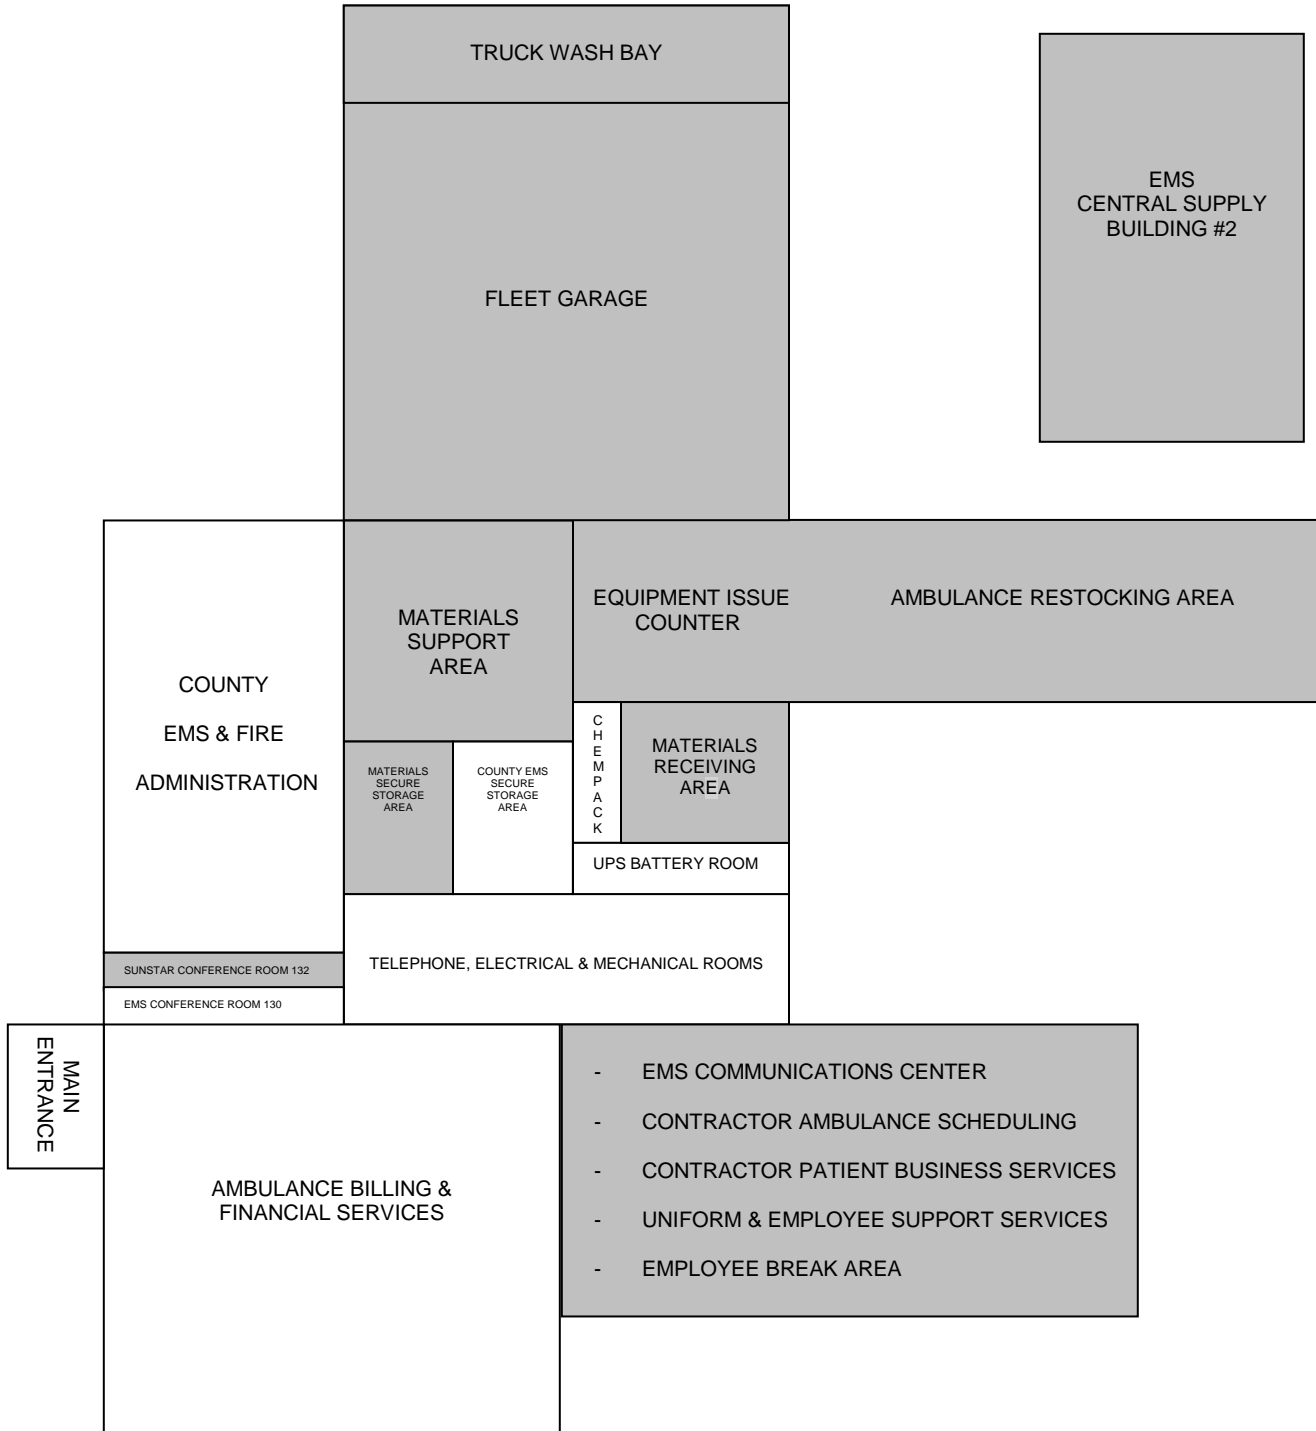 TRUCK WASH BAY
EMS
CENTRAL SUPPLY
BUILDING #2
FLEET GARAGE
EQUIPMENT ISSUE
COUNTER
AMBULANCE RESTOCKING AREA
MATERIALS
SUPPORT
AREA
COUNTY
EMS & FIRE
ADMINISTRATION
CHEMPACK
MATERIALS
RECEIVING
AREA
MATERIALS
SECURE
STORAGE
AREA
COUNTY EMS
SECURE
STORAGE
AREA
UPS BATTERY ROOM
SUNSTAR CONFERENCE ROOM 132
TELEPHONE, ELECTRICAL & MECHANICAL ROOMS
EMS CONFERENCE ROOM 130
MAIN
ENTRANCE
AMBULANCE BILLING &
FINANCIAL SERVICES
- EMS COMMUNICATIONS CENTER
- CONTRACTOR AMBULANCE SCHEDULING
- CONTRACTOR PATIENT BUSINESS SERVICES
- UNIFORM & EMPLOYEE SUPPORT SERVICES
- EMPLOYEE BREAK AREA